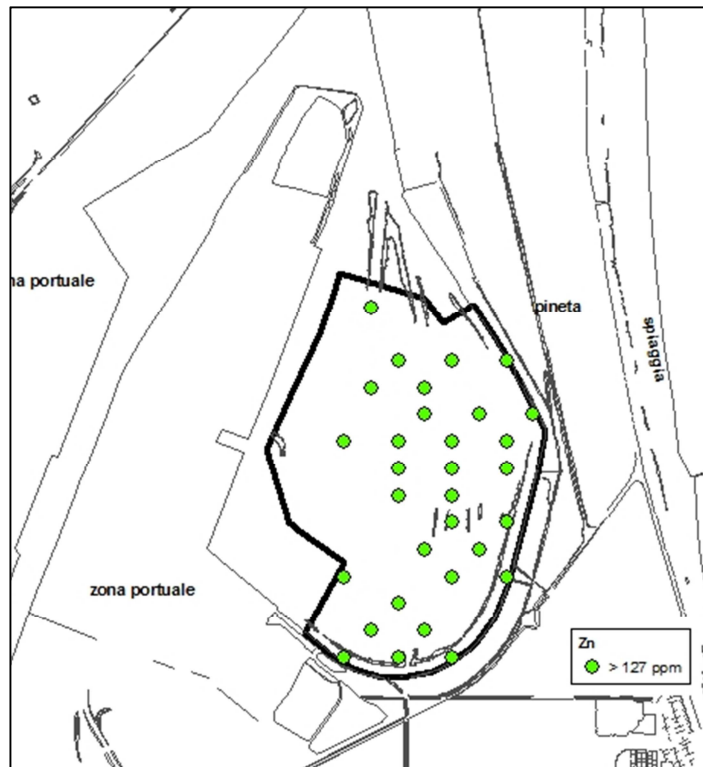 na portuale
pineta
spiaggia
zona portuale
Zn
> 127 ppm